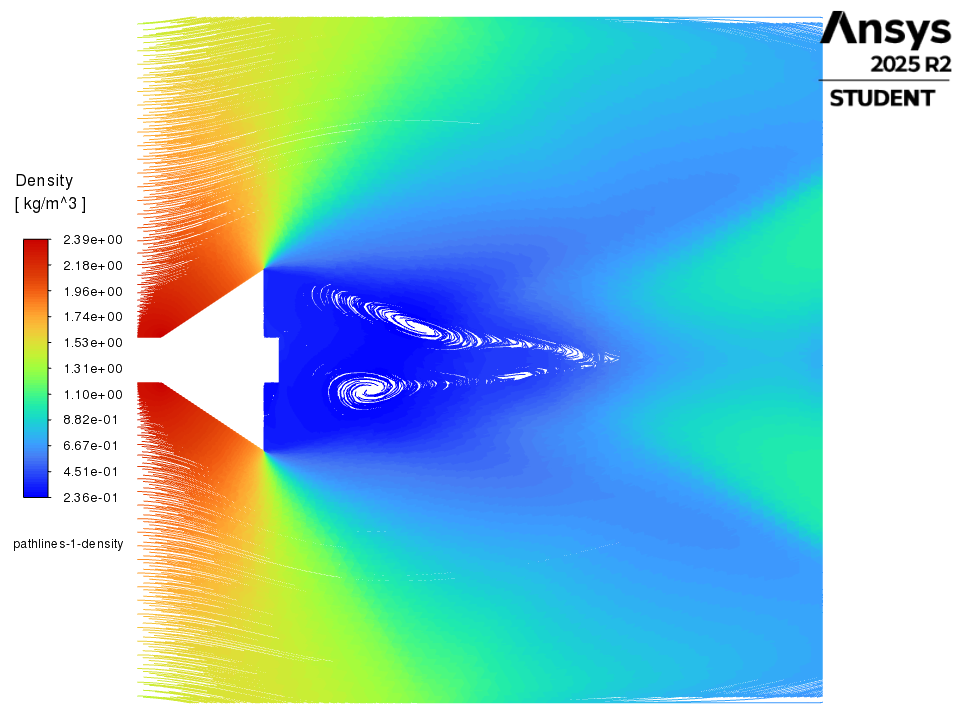 Ansys
2025 R2
STUDENT
Density
[ kg/m^3 ]
2.39e+00
2.18e+00
1.96e+00
1.74e+00
1.53e+00
1.31e+00
1.10e+00
8.82e-01
6.67e-01
4.51e-01
2.36e-01
pathlines-1-density